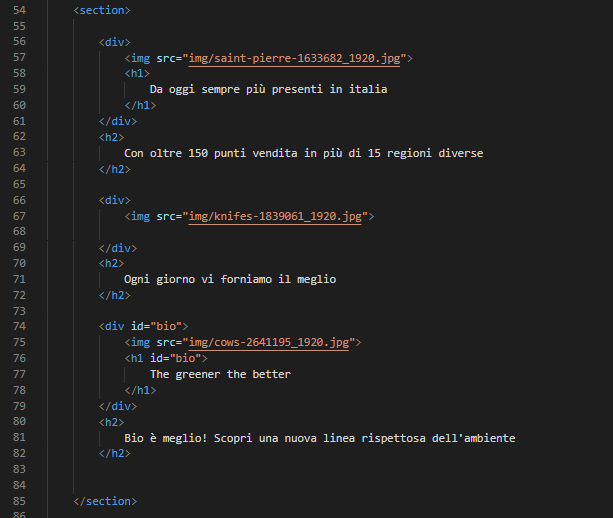 54 <section>
55
56 <div>
57 <img src="img/saint-pierre-1633682_1920.jpg">
58 <h1>
59 Da oggi sempre più presenti in italia
60 </h1>
61 </div>
62 <h2>
63 Con oltre 150 punti vendita in più di 15 regioni diverse
64 </h2>
65
66 <div>
67 <img src="img/knifes-1839061_1920.jpg">
68
69 </div>
70 <h2>
71 Ogni giorno vi forniamo il meglio
72 </h2>
73
74 <div id="bio">
75 <img src="img/cows-2641195_1920.jpg">
76 <h1 id="bio">
77 The greener the better
78 </h1>
79 </div>
80 <h2>
81 Bio è meglio! Scopri una nuova linea rispettosa dell'ambiente
82 </h2>
83
84
85 </section>
86